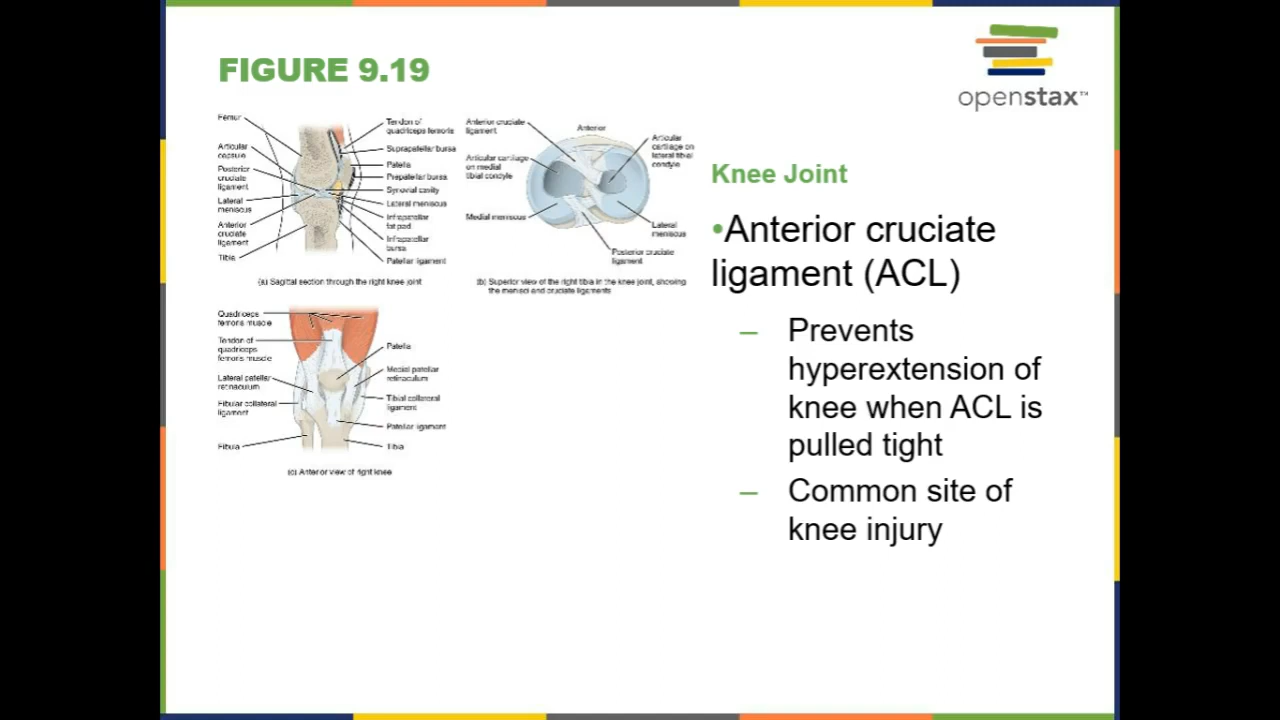 FIGURE 9.19
openstax™
Femur
Articular
capsule
Posterior
cruciate
ligament
Lateral
meniscus
Anterior
cruciate
ligament
Tibia
Tendon of
quadriceps femoris
Suprapatellar bursa
Patella
Prepatellar bursa
Synovial cavity
Lateral meniscus
Infrapatellar
fat pad
Infrapatellar
bursa
Patellar ligament
(a) Sagittal section through the right knee joint
Anterior cruciate
ligament
Articular cartilage
on medial
tibial condyle
Medial meniscus
Anterior
Articular
cartilage on
lateral tibial
condyle
Lateral
meniscus
Posterior cruciate
ligament
(b) Superior view of the right tibia in the knee joint, showing
the menisci and cruciate ligaments
Quadriceps
femoris muscle
Tendon of
quadriceps
femoris muscle
Lateral patellar
retinaculum
Fibular collateral
ligament
Fibula
Patella
Medial patellar
retinaculum
Tibial collateral
ligament
Patellar ligament
Tibia
(c) Anterior view of right knee
Knee Joint
•Anterior cruciate
ligament (ACL)
– Prevents
hyperextension of
knee when ACL is
pulled tight
– Common site of
knee injury